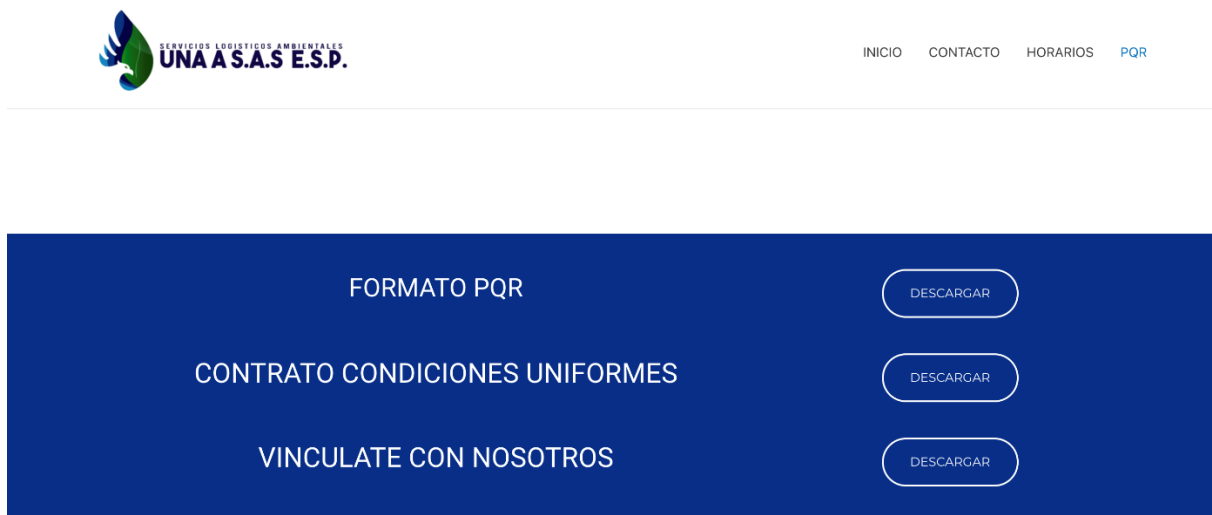 SERVICIOS LOGISTICOS AMBIENTALES
UNA A S.A.S E.S.P.
INICIO CONTACTO HORARIOS PQR
FORMATO PQR DESCARGAR
CONTRATO CONDICIONES UNIFORMES DESCARGAR
VINCULATE CON NOSOTROS DESCARGAR